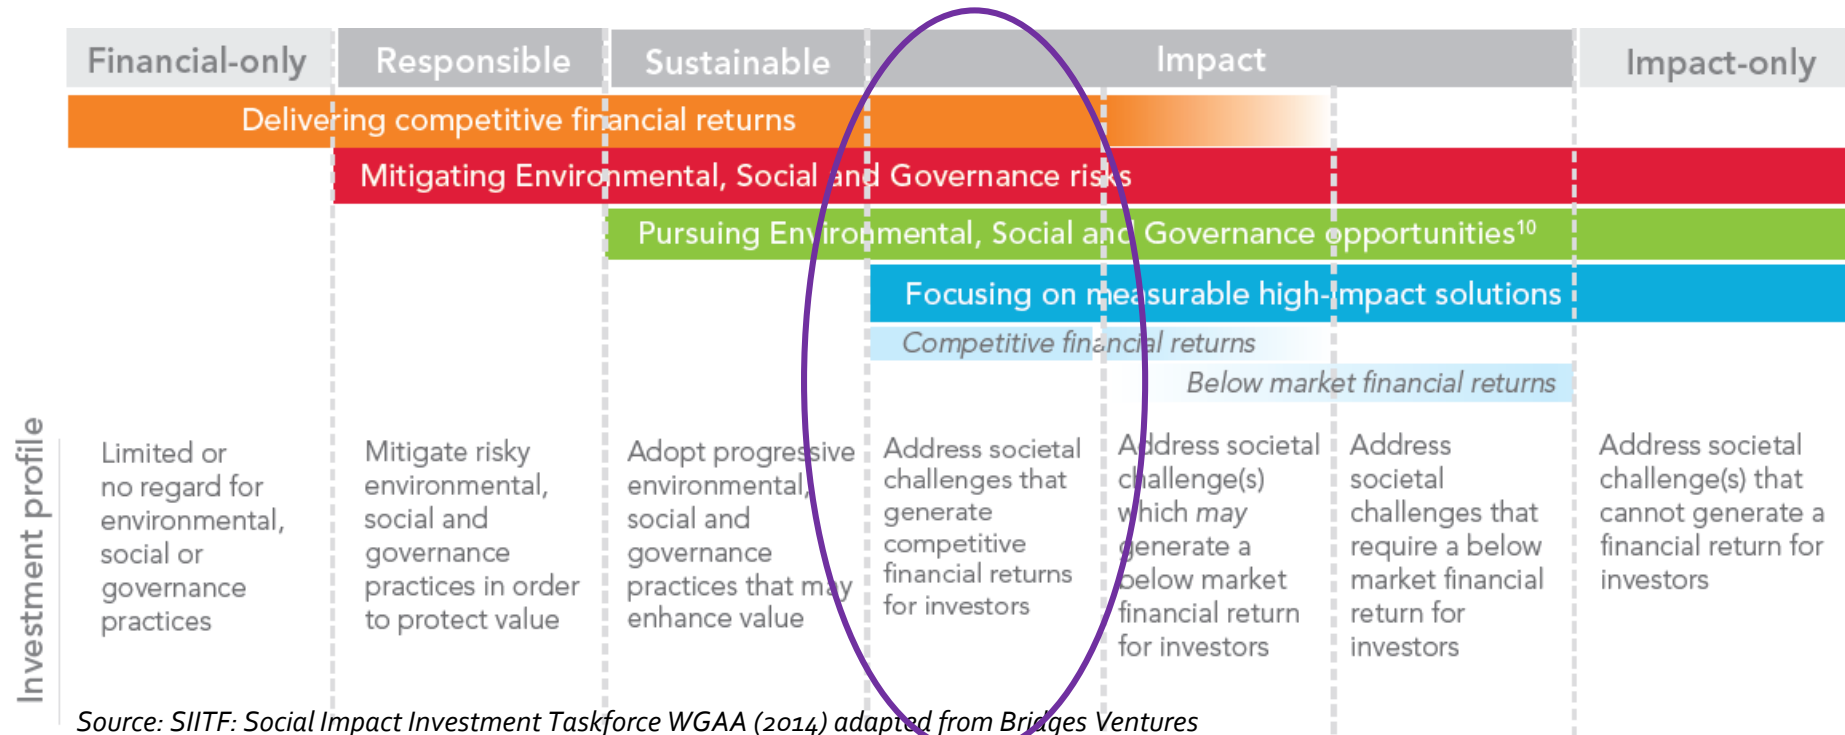 Financial-only
Responsible
Sustainable
Impact
Impact-only
Delivering competitive financial returns
Mitigating Environmental, Social and Governance risks
Pursuing Environmental, Social and Governance opportunities¹⁰
Focusing on measurable high-impact solutions
Competitive financial returns
Below market financial returns
Investment profile
Limited or
no regard for
environmental,
social or
governance
practices
Mitigate risky
environmental,
social and
governance
practices in order
to protect value
Adopt progressive
environmental,
social and
governance
practices that may
enhance value
Address societal
challenges that
generate
competitive
financial returns
for investors
Address societal
challenge(s)
which may
generate a
below market
financial return
for investors
Address
societal
challenges that
require a below
market financial
return for
investors
Address societal
challenge(s) that
cannot generate a
financial return for
investors
Source: SIITF: Social Impact Investment Taskforce WGAA (2014) adapted from Bridges Ventures